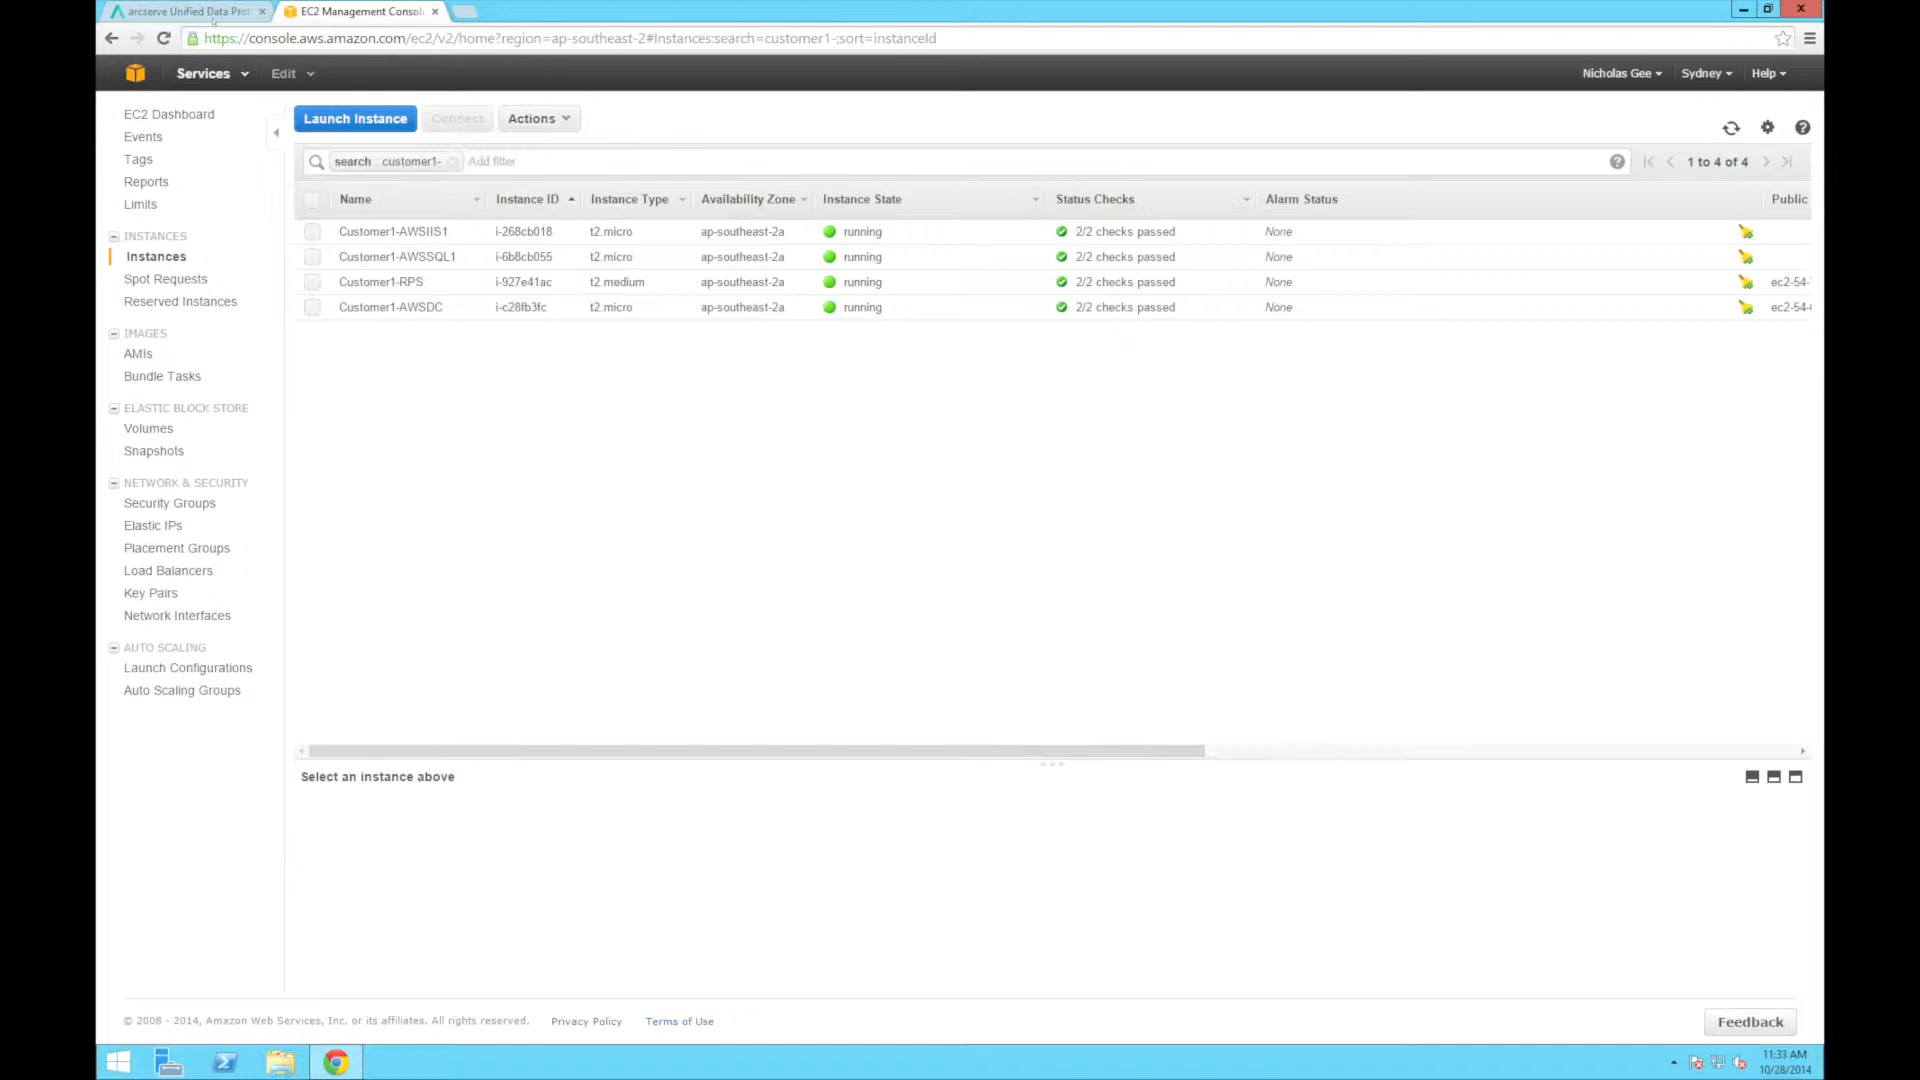 arcserve Unified Data Prot
EC2 Management Consol
https://console.aws.amazon.com/ec2/v2/home?region=ap-southeast-2#Instances:search=customer1-;sort=instanceId
Services Edit Nicholas Gee Sydney Help
EC2 Dashboard
Events
Tags
Reports
Limits
INSTANCES
Instances
Spot Requests
Reserved Instances
IMAGES
AMIs
Bundle Tasks
ELASTIC BLOCK STORE
Volumes
Snapshots
NETWORK & SECURITY
Security Groups
Elastic IPs
Placement Groups
Load Balancers
Key Pairs
Network Interfaces
AUTO SCALING
Launch Configurations
Auto Scaling Groups
Launch Instance Connect Actions
search : customer1- Add filter 1 to 4 of 4
Name Instance ID Instance Type Availability Zone Instance State Status Checks Alarm Status Public
Customer1-AWSIIS1 i-268cb018 t2.micro ap-southeast-2a running 2/2 checks passed None
Customer1-AWSSQL1 i-6b8cb055 t2.micro ap-southeast-2a running 2/2 checks passed None
Customer1-RPS i-927e41ac t2.medium ap-southeast-2a running 2/2 checks passed None ec2-54-
Customer1-AWSDC i-c28fb3fc t2.micro ap-southeast-2a running 2/2 checks passed None ec2-54-
Select an instance above
© 2008 - 2014, Amazon Web Services, Inc. or its affiliates. All rights reserved. Privacy Policy Terms of Use
Feedback
11:33 AM
10/28/2014